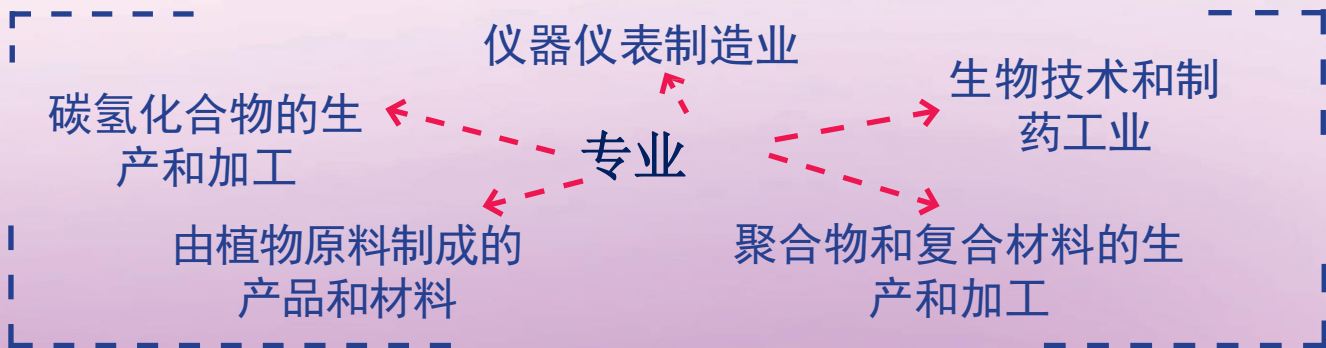 仪器仪表制造业
碳氢化合物的生
产和加工
专业
生物技术和制
药工业
由植物原料制成的
产品和材料
聚合物和复合材料的生
产和加工